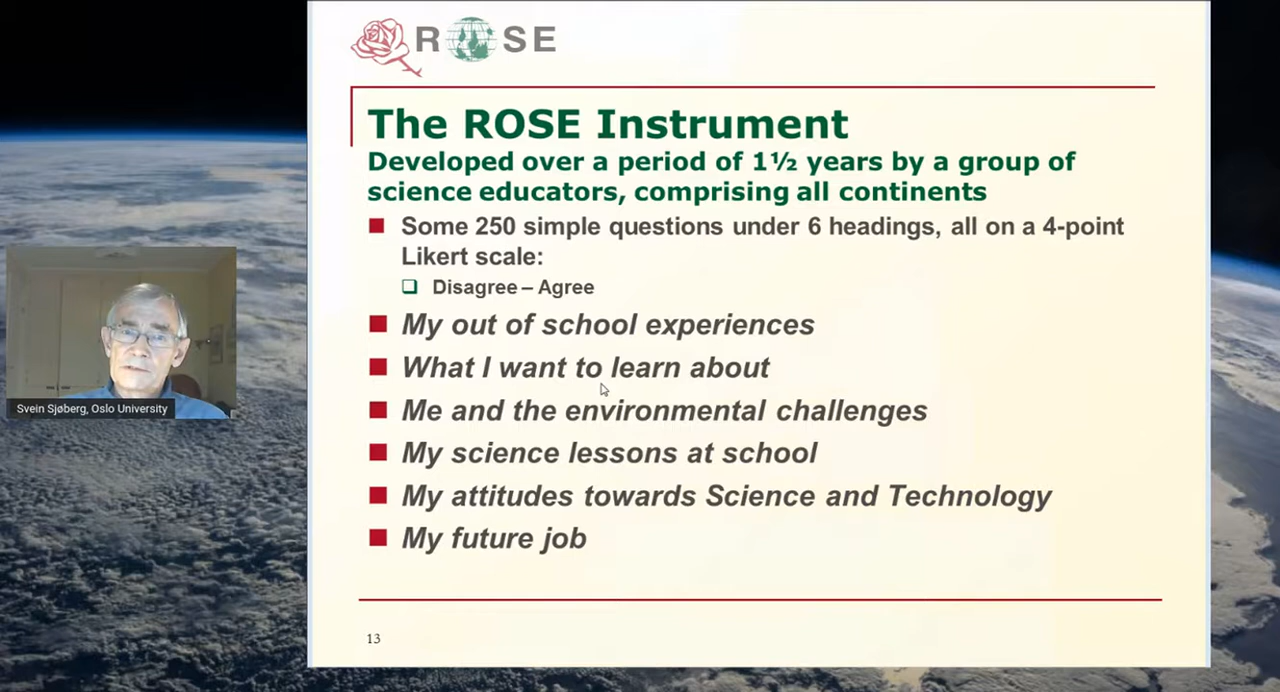 ROSE
The ROSE Instrument
Developed over a period of 1½ years by a group of
science educators, comprising all continents
Some 250 simple questions under 6 headings, all on a 4-point
Likert scale:
Disagree – Agree
My out of school experiences
What I want to learn about
Me and the environmental challenges
My science lessons at school
My attitudes towards Science and Technology
My future job
13
Svein Sjøberg, Oslo University